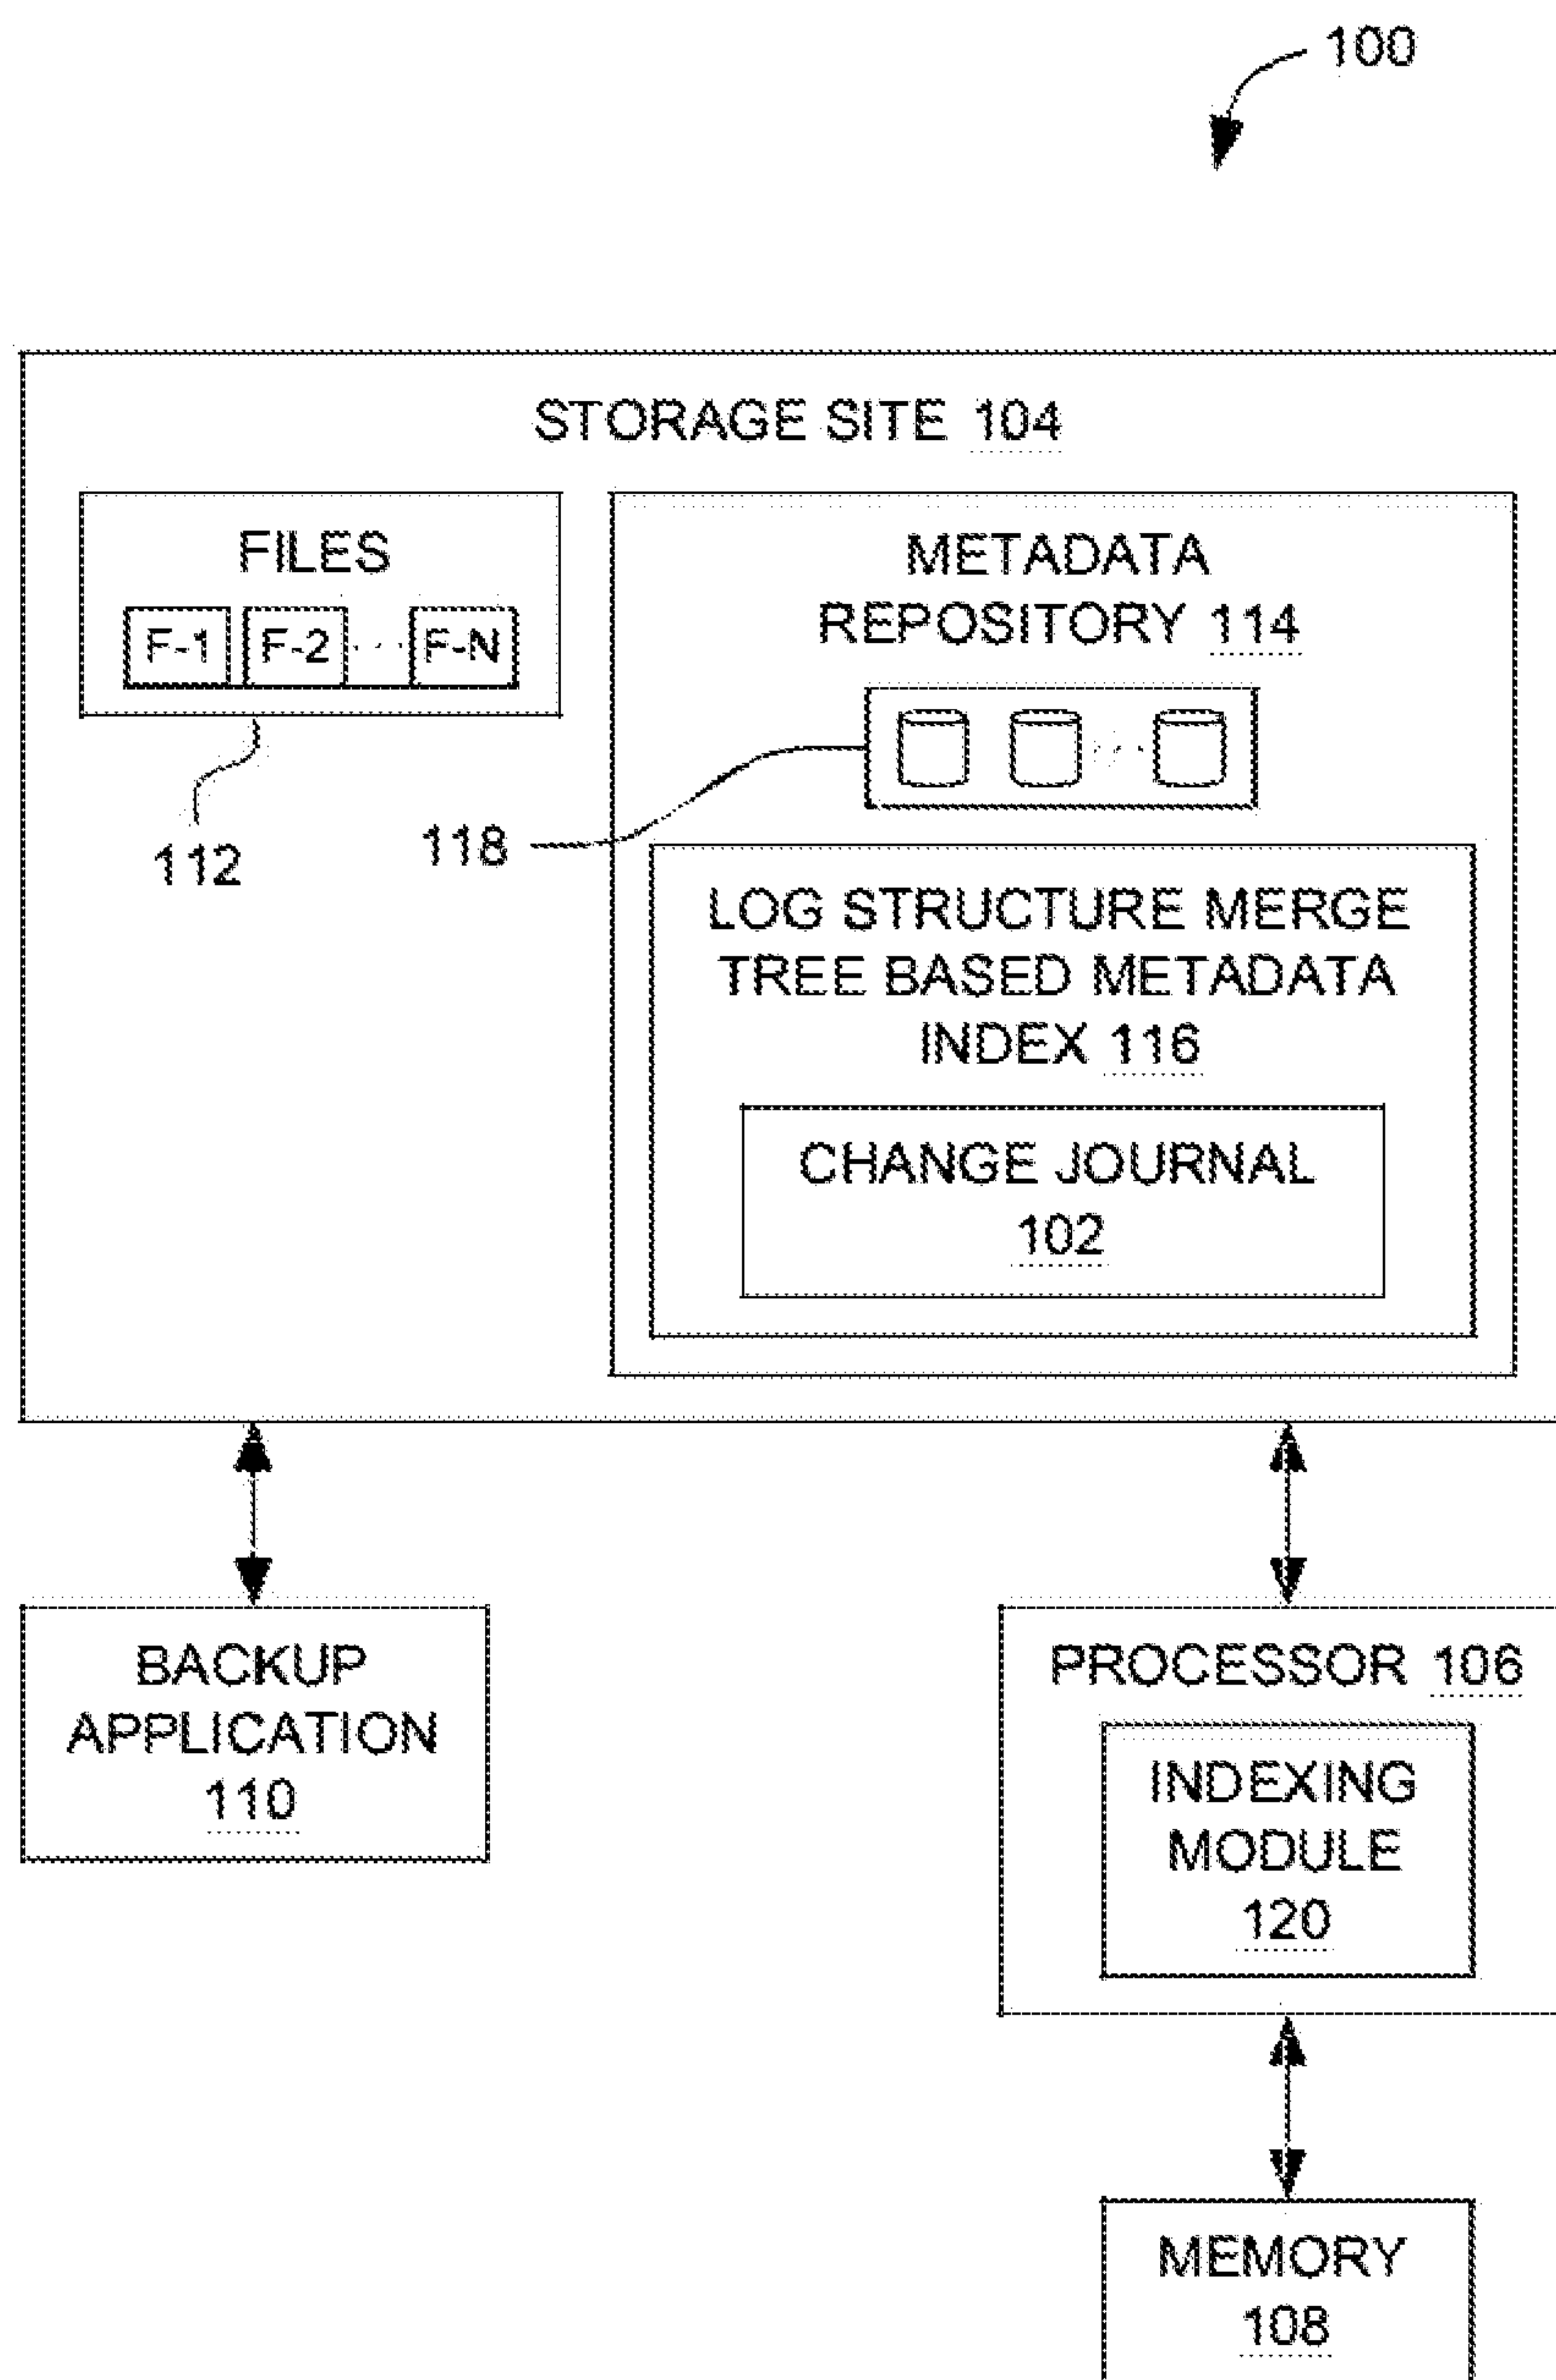 100
STORAGE SITE 104
FILES
F-1 F-2 F-N
112
METADATA
REPOSITORY 114
118
LOG STRUCTURE MERGE
TREE BASED METADATA
INDEX 116
CHANGE JOURNAL
102
BACKUP
APPLICATION
110
PROCESSOR 106
INDEXING
MODULE
120
MEMORY
108